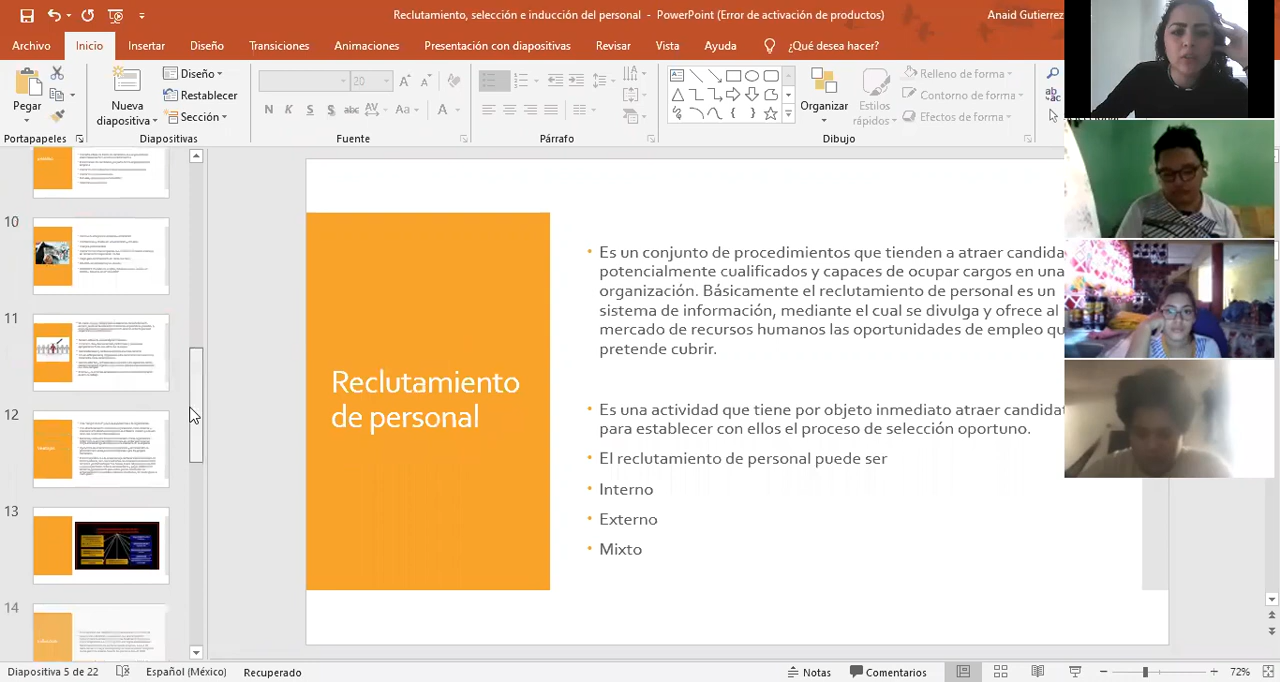 Reclutamiento, selección e inducción del personal - PowerPoint (Error de activación de productos)
Anaid Gutierrez
Archivo Inicio Insertar Diseño Transiciones Animaciones Presentación con diapositivas Revisar Vista Ayuda ¿Qué desea hacer?
Pegar
Nueva diapositiva
Diseño
Restablecer
Sección
20
N K S S abc AV Aa A
Organizar
Estilos rápidos
Relleno de forma
Contorno de forma
Efectos de forma
Portapapeles Diapositivas Fuente Párrafo Dibujo
10
11
12
13
14
Reclutamiento
de personal
• Es un conjunto de procedimientos que tienden a atraer candida
potencialmente cualificados y capaces de ocupar cargos en una
organización. Básicamente el reclutamiento de personal es un
sistema de información, mediante el cual se divulga y ofrece al
mercado de recursos humanos las oportunidades de empleo qu
pretende cubrir.
• Es una actividad que tiene por objeto inmediato atraer candidat
para establecer con ellos el proceso de selección oportuno.
• El reclutamiento de personal puede ser
• Interno
• Externo
• Mixto
Diapositiva 5 de 22 Español (México) Recuperado Notas Comentarios 72%